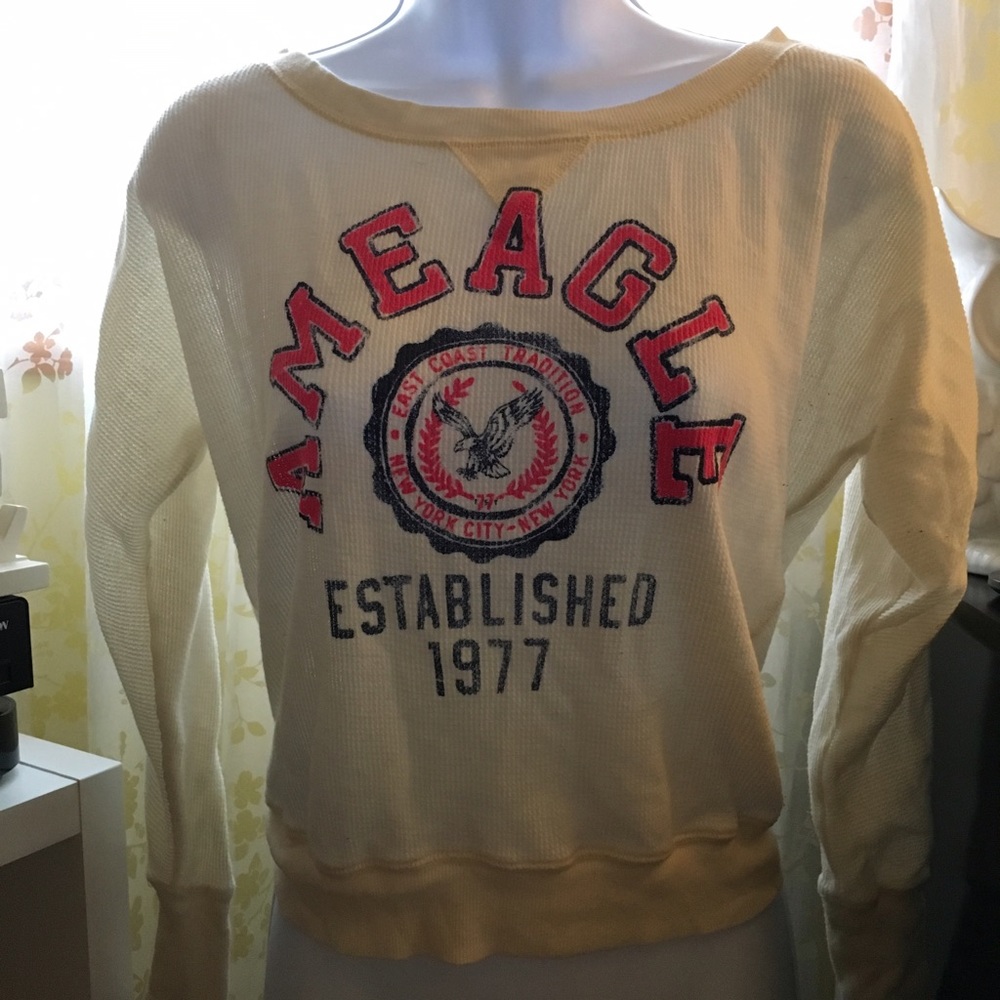 AMEAGLE
EAST COAST TRADITION
'77'
NEW YORK CITY-NEW YORK
ESTABLISHED
1977